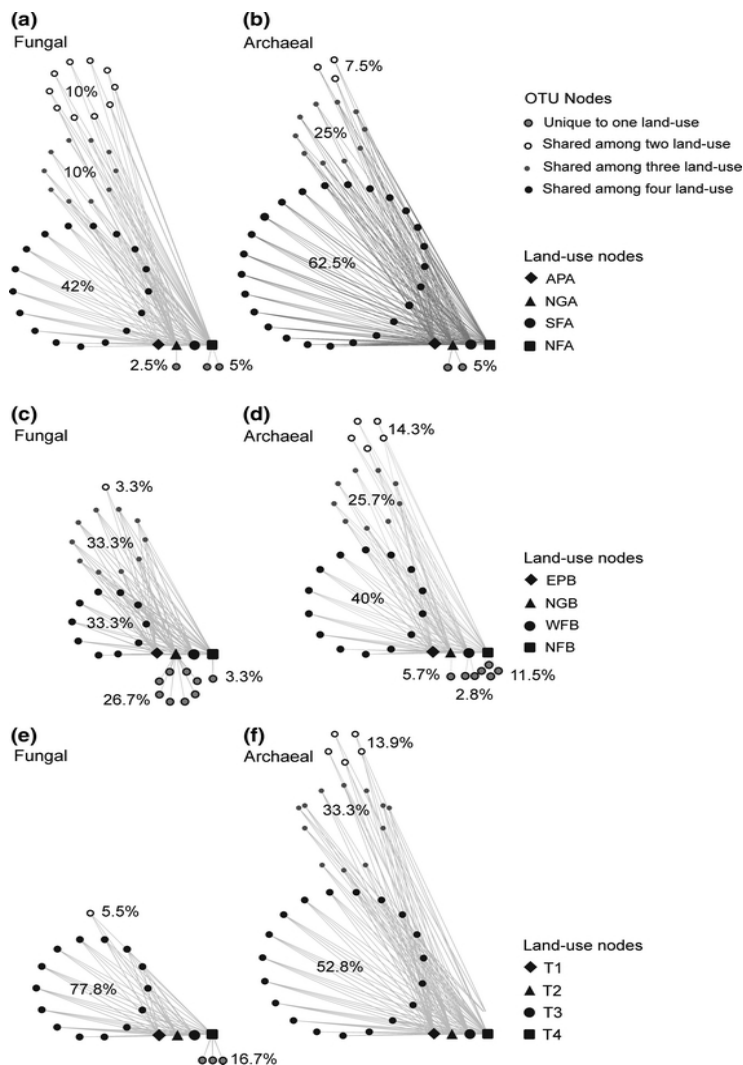 (a)
Fungal
10%
10%
42%
2.5%
5%
(b)
Archaeal
7.5%
25%
62.5%
5%
OTU Nodes
Unique to one land-use
Shared among two land-use
Shared among three land-use
Shared among four land-use
Land-use nodes
APA
NGA
SFA
NFA
(c)
Fungal
3.3%
33.3%
33.3%
26.7%
3.3%
(d)
Archaeal
14.3%
25.7%
40%
5.7%
2.8%
11.5%
Land-use nodes
EPB
NGB
WFB
NFB
(e)
Fungal
5.5%
77.8%
16.7%
(f)
Archaeal
13.9%
33.3%
52.8%
Land-use nodes
T1
T2
T3
T4